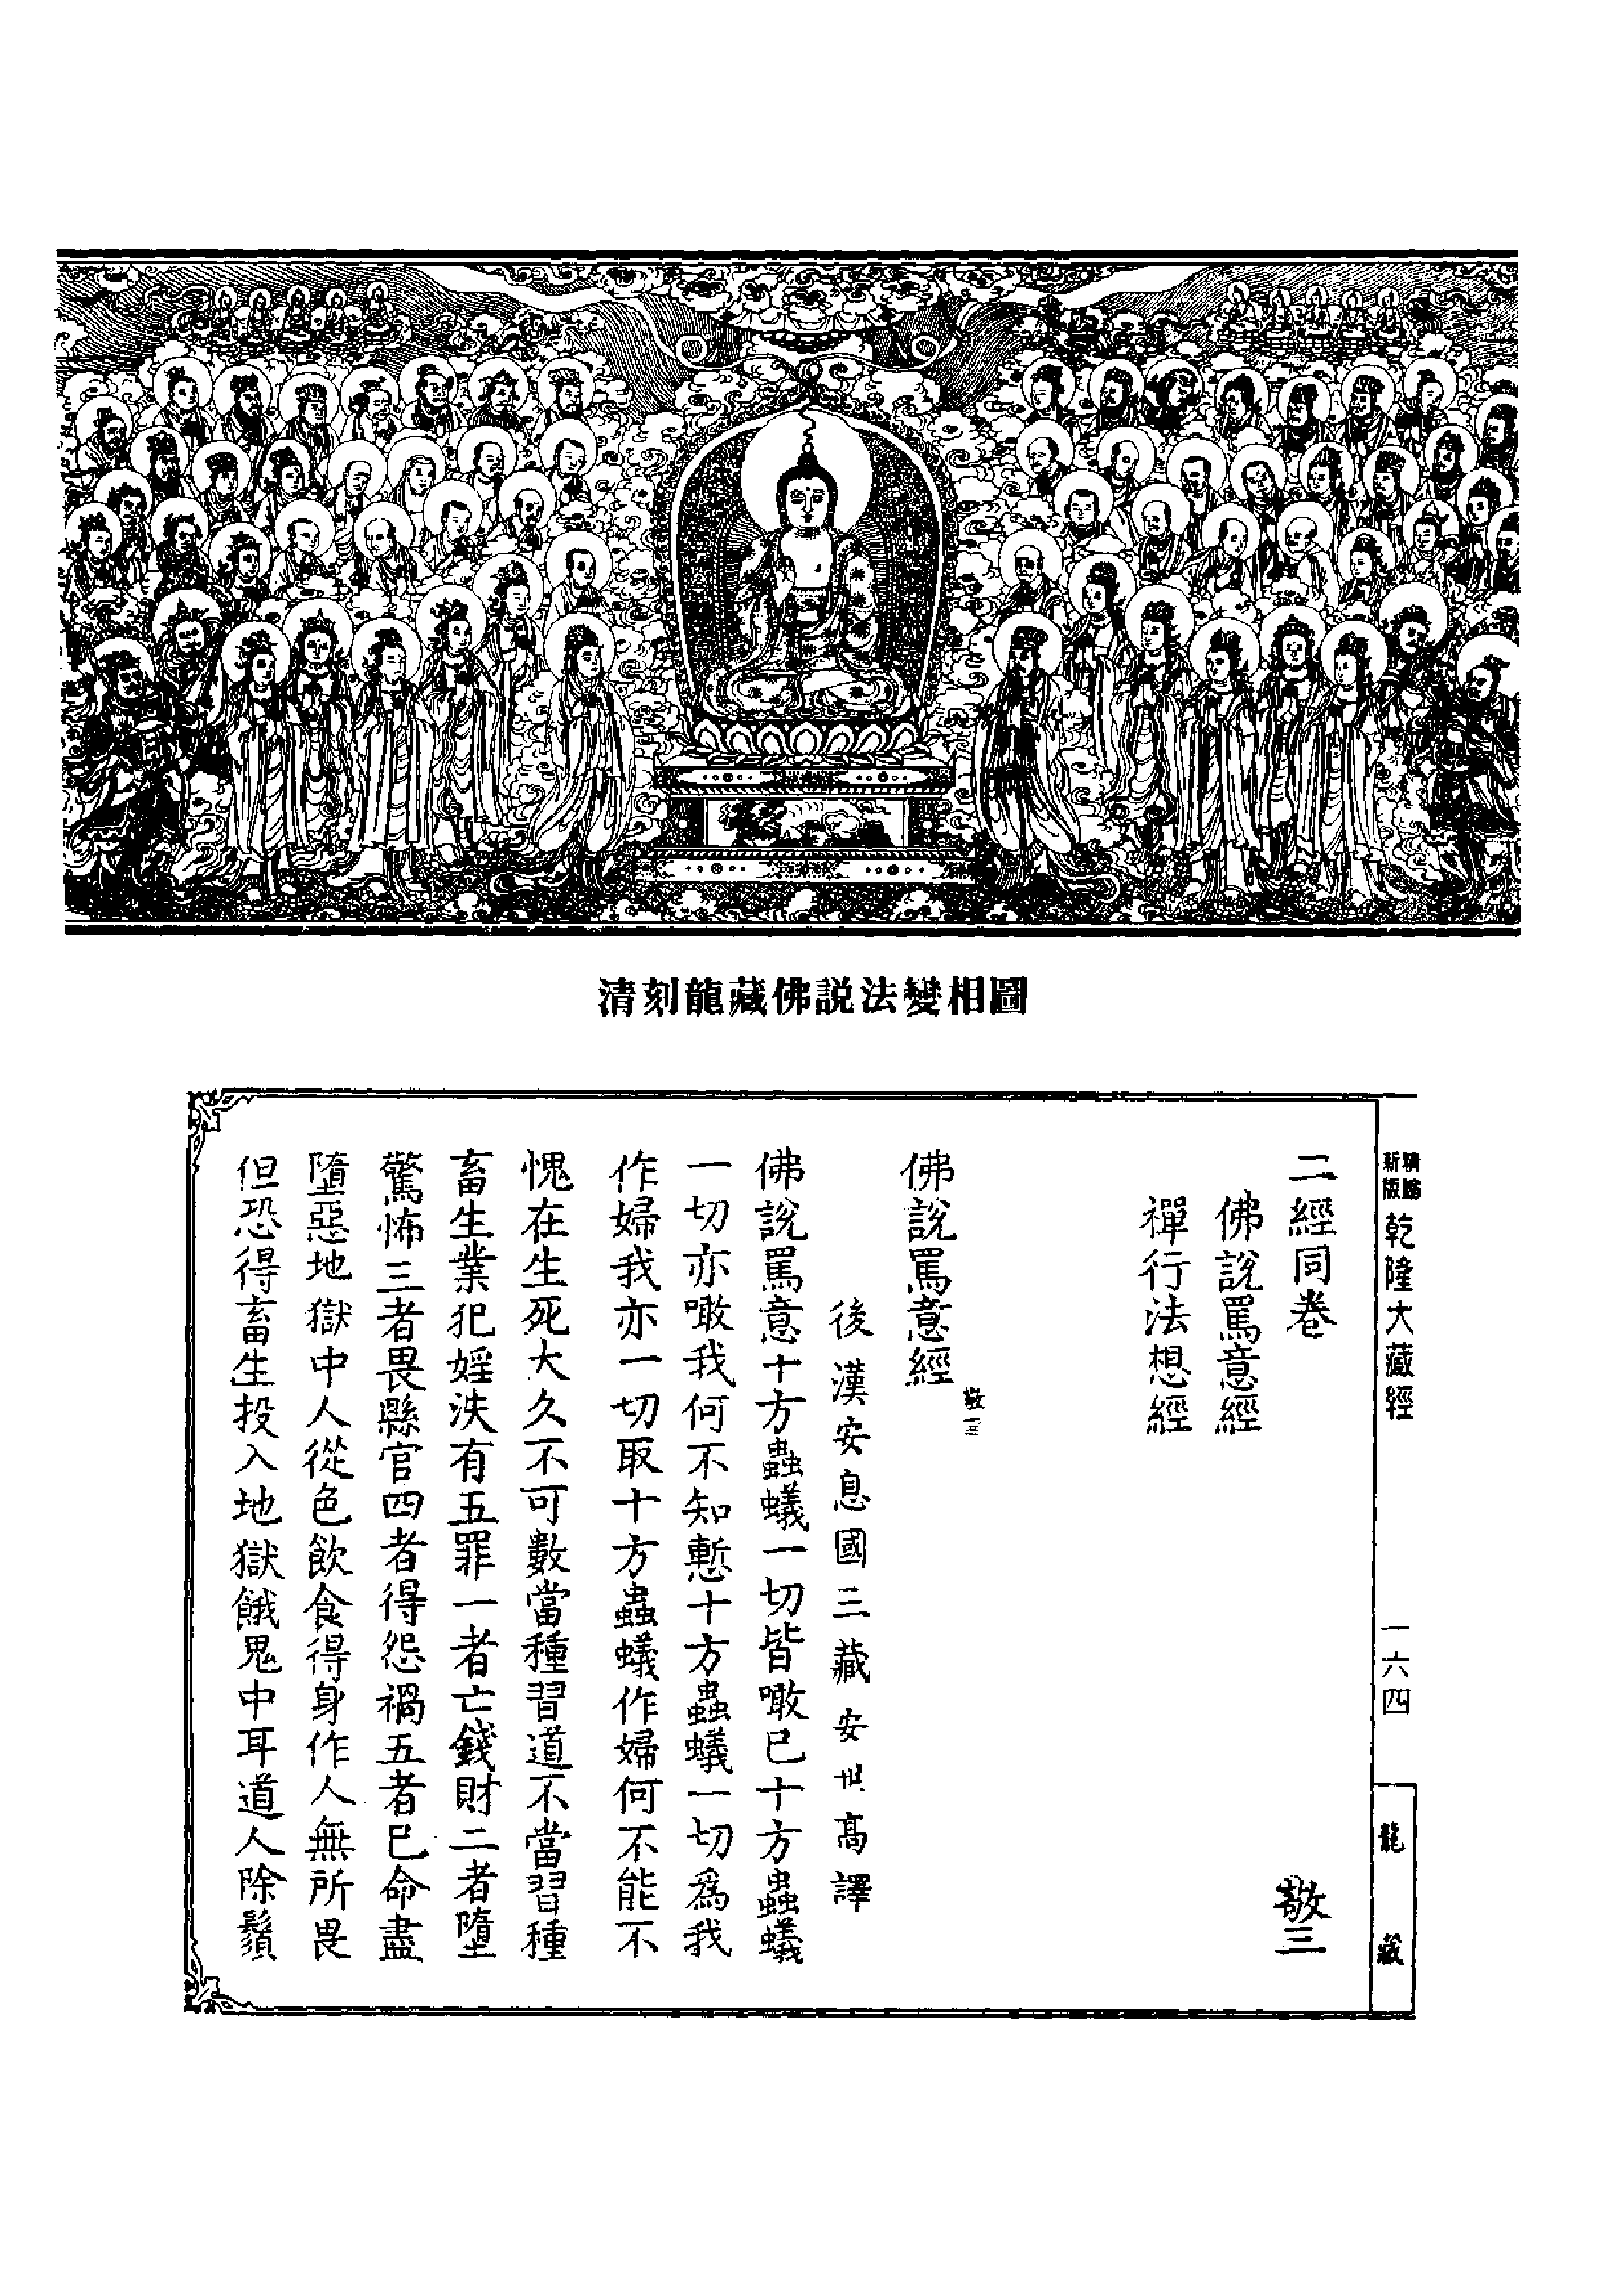 清刻龍藏佛說法變相圖
新版
乾隆大藏經
一六四
龍藏
二經同卷
敬三
佛說罵意經
禪行法想經
佛說罵意經
後漢安息國三藏安世高譯
佛說罵意十方蟲蟻一切皆噉已十方蟲蟻
一切亦噉我何不知慙十方蟲蟻一切為我
作婦我亦一切取十方蟲蟻作婦何不能不
愧在生死大久不可數當種習道不當習種
畜生業犯婬泆有五罪一者亡錢財二者墮
驚怖三者畏縣官四者得怨禍五者已命盡
墮惡地獄中人從色飲食得身作人無所畏
但恐得畜生投入地獄餓鬼中耳道人除鬚